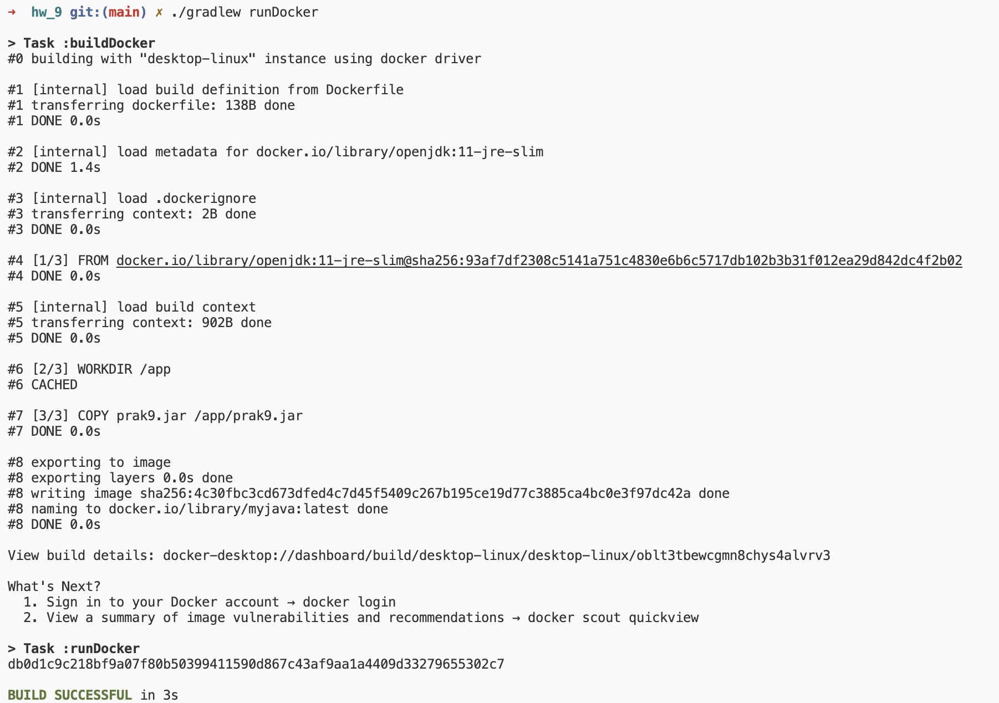 → hw_9 git:(main) ✗ ./gradlew runDocker
> Task :buildDocker
#0 building with "desktop-linux" instance using docker driver
#1 [internal] load build definition from Dockerfile
#1 transferring dockerfile: 138B done
#1 DONE 0.0s
#2 [internal] load metadata for docker.io/library/openjdk:11-jre-slim
#2 DONE 1.4s
#3 [internal] load .dockerignore
#3 transferring context: 2B done
#3 DONE 0.0s
#4 [1/3] FROM docker.io/library/openjdk:11-jre-slim@sha256:93af7df2308c5141a751c4830e6b6c5717db102b3b31f012ea29d842dc4f2b02
#4 DONE 0.0s
#5 [internal] load build context
#5 transferring context: 902B done
#5 DONE 0.0s
#6 [2/3] WORKDIR /app
#6 CACHED
#7 [3/3] COPY prak9.jar /app/prak9.jar
#7 DONE 0.0s
#8 exporting to image
#8 exporting layers 0.0s done
#8 writing image sha256:4c30fbc3cd673dfed4c7d45f5409c267b195ce19d77c3885ca4bc0e3f97dc42a done
#8 naming to docker.io/library/myjava:latest done
#8 DONE 0.0s
View build details: docker-desktop://dashboard/build/desktop-linux/desktop-linux/oblt3tbewcgmn8chys4alvrv3
What's Next?
1. Sign in to your Docker account → docker login
2. View a summary of image vulnerabilities and recommendations → docker scout quickview
> Task :runDocker
db0d1c9c218bf9a07f80b50399411590d867c43af9aa1a4409d33279655302c7
BUILD SUCCESSFUL in 3s